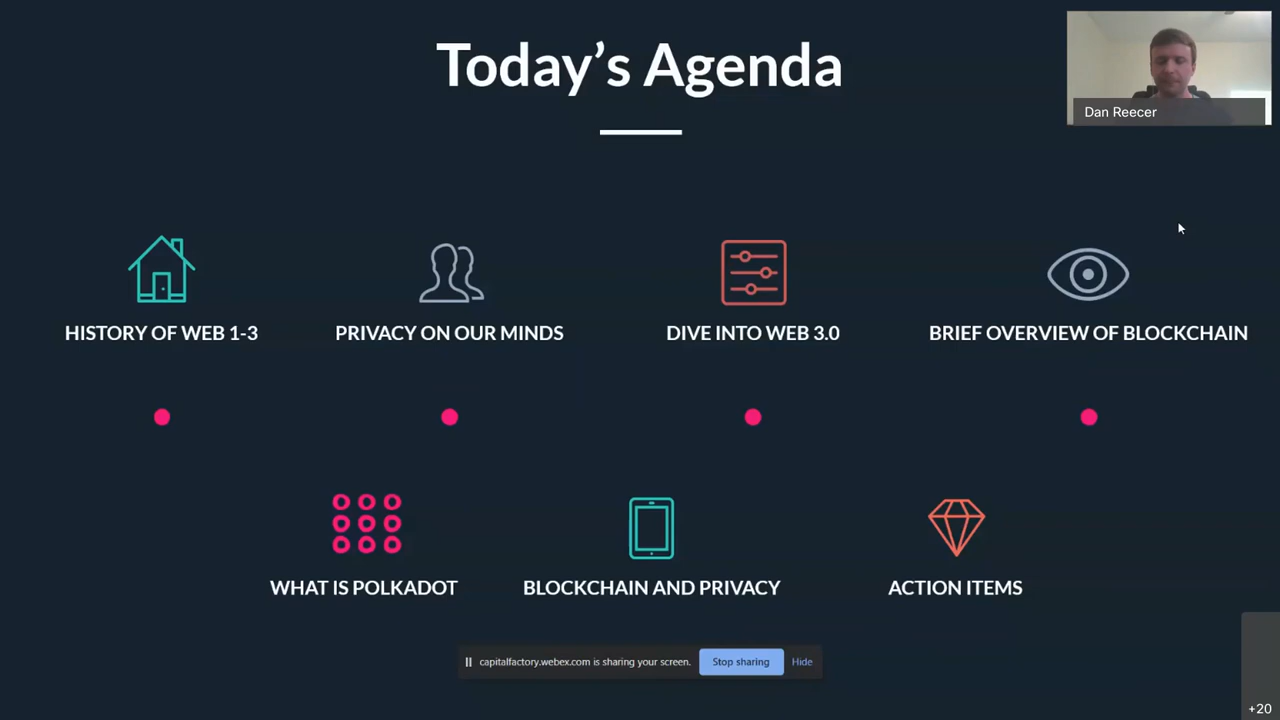 Today’s Agenda
Dan Reecer
HISTORY OF WEB 1-3
PRIVACY ON OUR MINDS
DIVE INTO WEB 3.0
BRIEF OVERVIEW OF BLOCKCHAIN
WHAT IS POLKADOT
BLOCKCHAIN AND PRIVACY
ACTION ITEMS
capitalfactory.webex.com is sharing your screen. Stop sharing Hide
+20